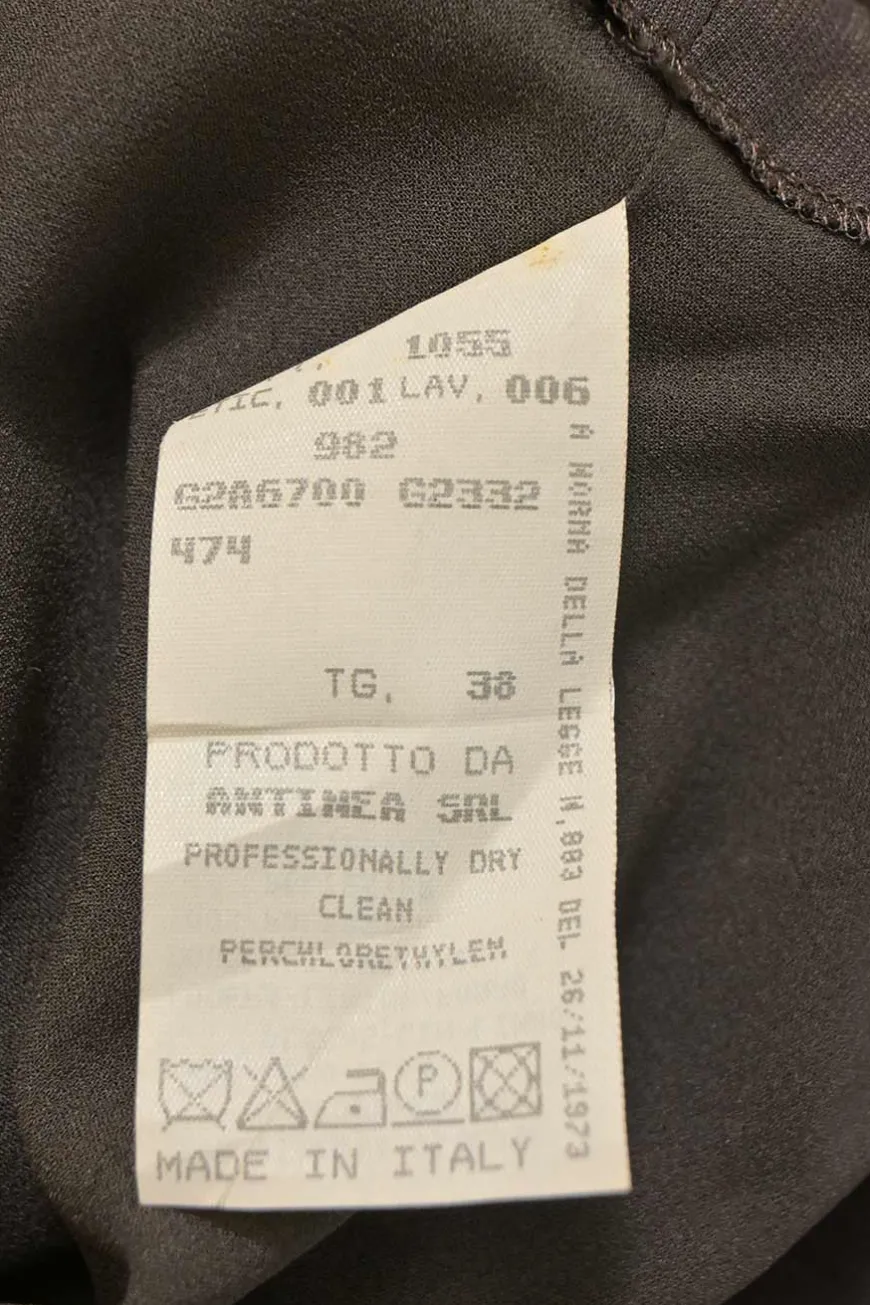 1055
ETIC. 001 LAV. 006
982
G2A6700 G2332
474
TG. 38
PRODOTTO DA
ANTINEA SRL
PROFESSIONALLY DRY
CLEAN
PERCHLORETHYLEN
P
MADE IN ITALY
A NORMA DELLA LEGGE N.883 DEL 26/11/1973